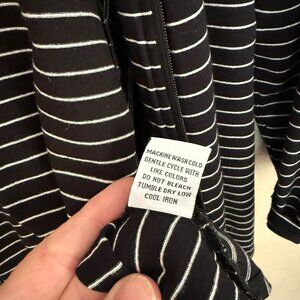 MACHINE WASH COLD
GENTLE CYCLE WITH
LIKE COLORS
DO NOT BLEACH
TUMBLE DRY LOW
COOL IRON